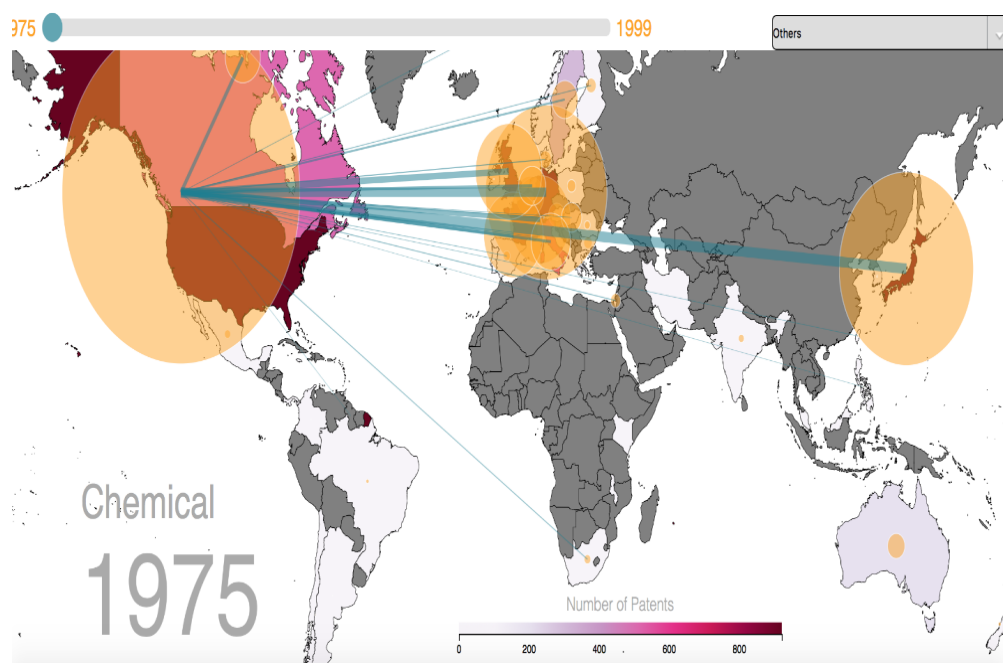 975 1999 Others
Chemical
1975
Number of Patents
0 200 400 . 600 800